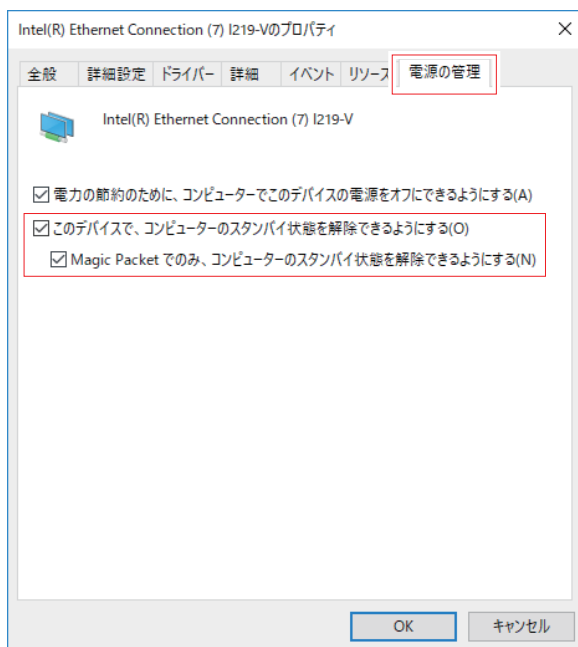 Intel(R) Ethernet Connection (7) I219-Vのプロパティ
全般 詳細設定 ドライバー 詳細 イベント リソース 電源の管理
Intel(R) Ethernet Connection (7) I219-V
電力の節約のために、コンピューターでこのデバイスの電源をオフにできるようにする(A)
このデバイスで、コンピューターのスタンバイ状態を解除できるようにする(O)
Magic Packet でのみ、コンピューターのスタンバイ状態を解除できるようにする(N)
OK キャンセル